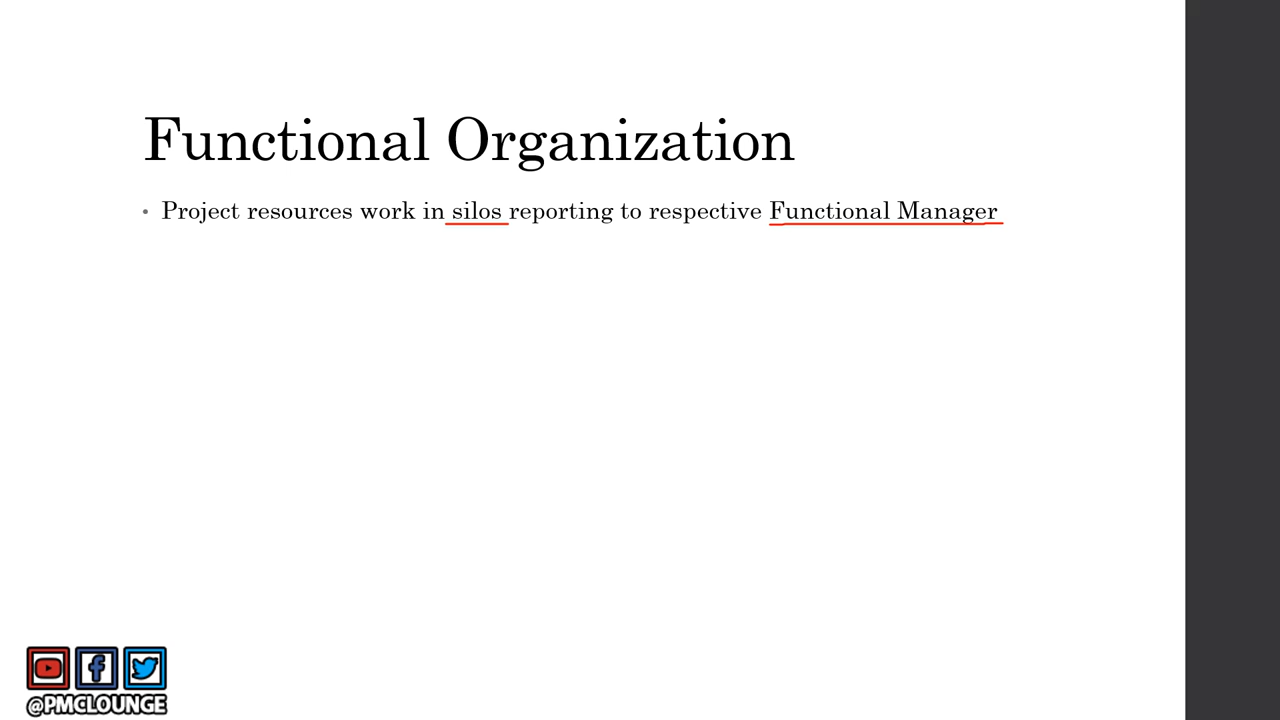 Functional Organization
• Project resources work in silos reporting to respective Functional Manager
@PMCLOUNGE